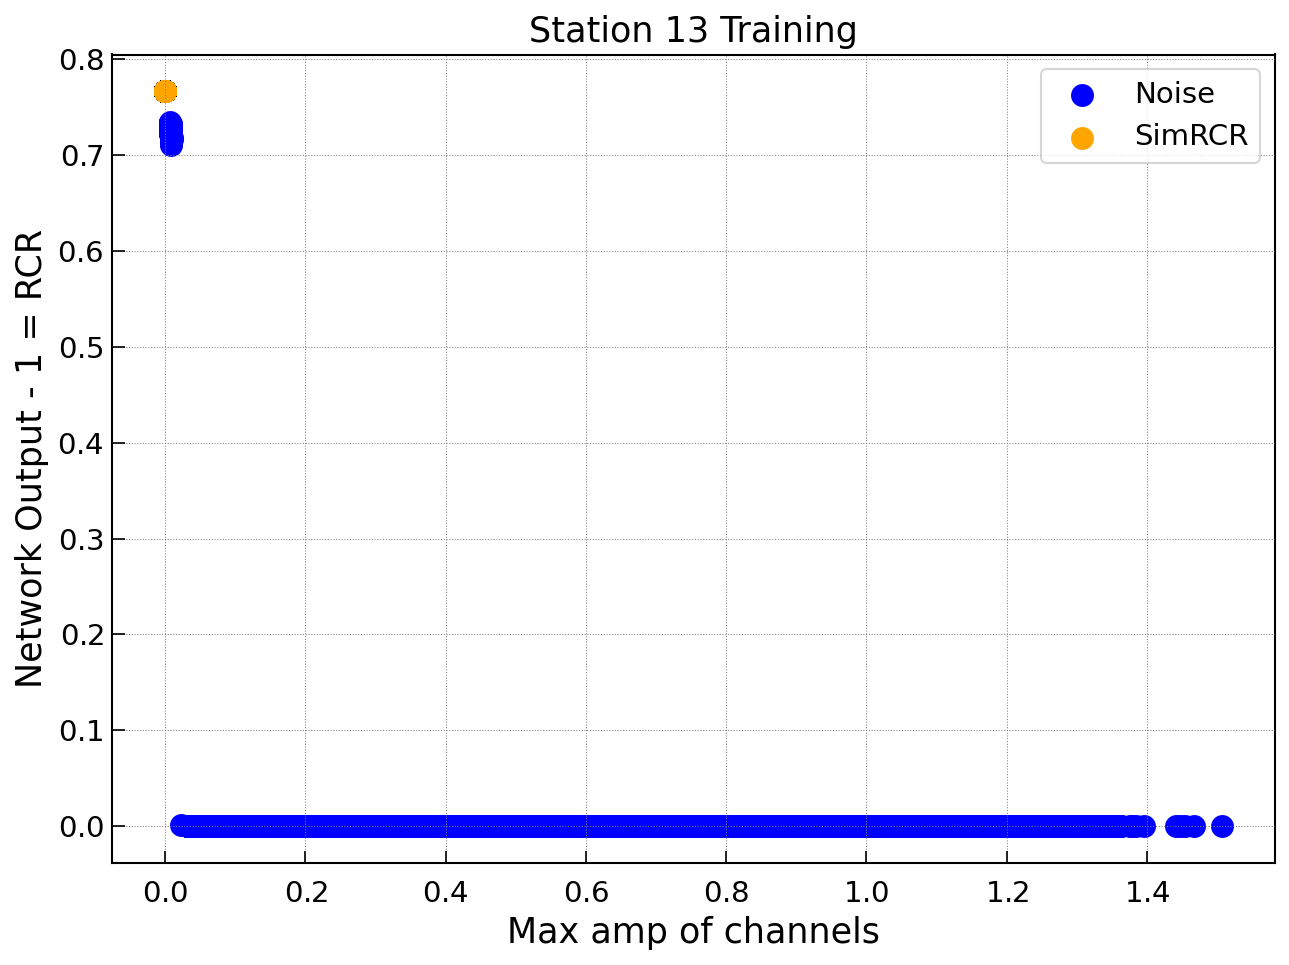 Station 13 Training
Network Output - 1 = RCR
0.8
0.7
0.6
0.5
0.4
0.3
0.2
0.1
0.0
Noise
SimRCR
0.0 0.2 0.4 0.6 0.8 1.0 1.2 1.4
Max amp of channels